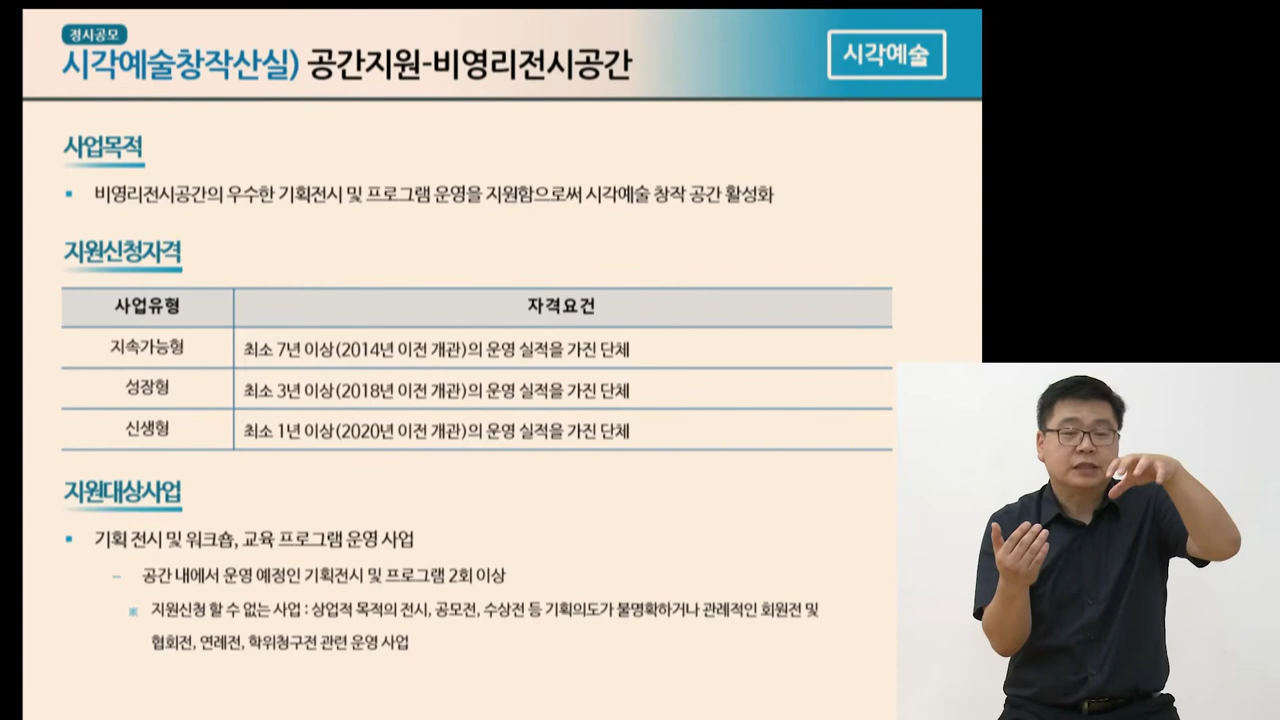 정시공모
시각예술창작산실) 공간지원-비영리전시공간
시각예술
사업목적
▪ 비영리전시공간의 우수한 기획전시 및 프로그램 운영을 지원함으로써 시각예술 창작 공간 활성화
지원신청자격
사업유형 자격요건
지속가능형 최소 7년 이상(2014년 이전 개관)의 운영 실적을 가진 단체
성장형 최소 3년 이상(2018년 이전 개관)의 운영 실적을 가진 단체
신생형 최소 1년 이상(2020년 이전 개관)의 운영 실적을 가진 단체
지원대상사업
▪ 기획 전시 및 워크숍, 교육 프로그램 운영 사업
– 공간 내에서 운영 예정인 기획전시 및 프로그램 2회 이상
※ 지원신청 할 수 없는 사업 : 상업적 목적의 전시, 공모전, 수상전 등 기획의도가 불명확하거나 관례적인 회원전 및
협회전, 연례전, 학위청구전 관련 운영 사업